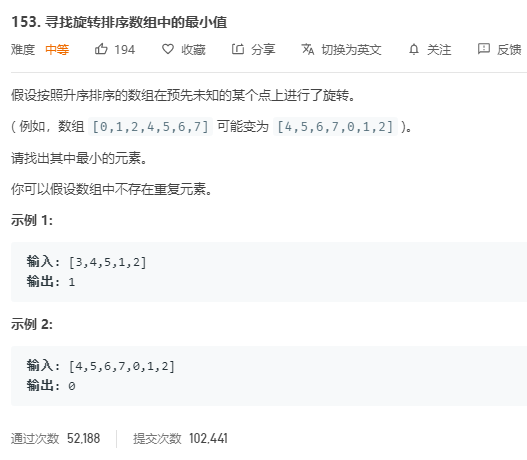 153. 寻找旋转排序数组中的最小值
难度 中等 194 收藏 分享 切换为英文 关注 反馈
假设按照升序排序的数组在预先未知的某个点上进行了旋转。
( 例如，数组 [0,1,2,4,5,6,7] 可能变为 [4,5,6,7,0,1,2] )。
请找出其中最小的元素。
你可以假设数组中不存在重复元素。
示例 1:
输入: [3,4,5,1,2]
输出: 1
示例 2:
输入: [4,5,6,7,0,1,2]
输出: 0
通过次数 52,188 提交次数 102,441